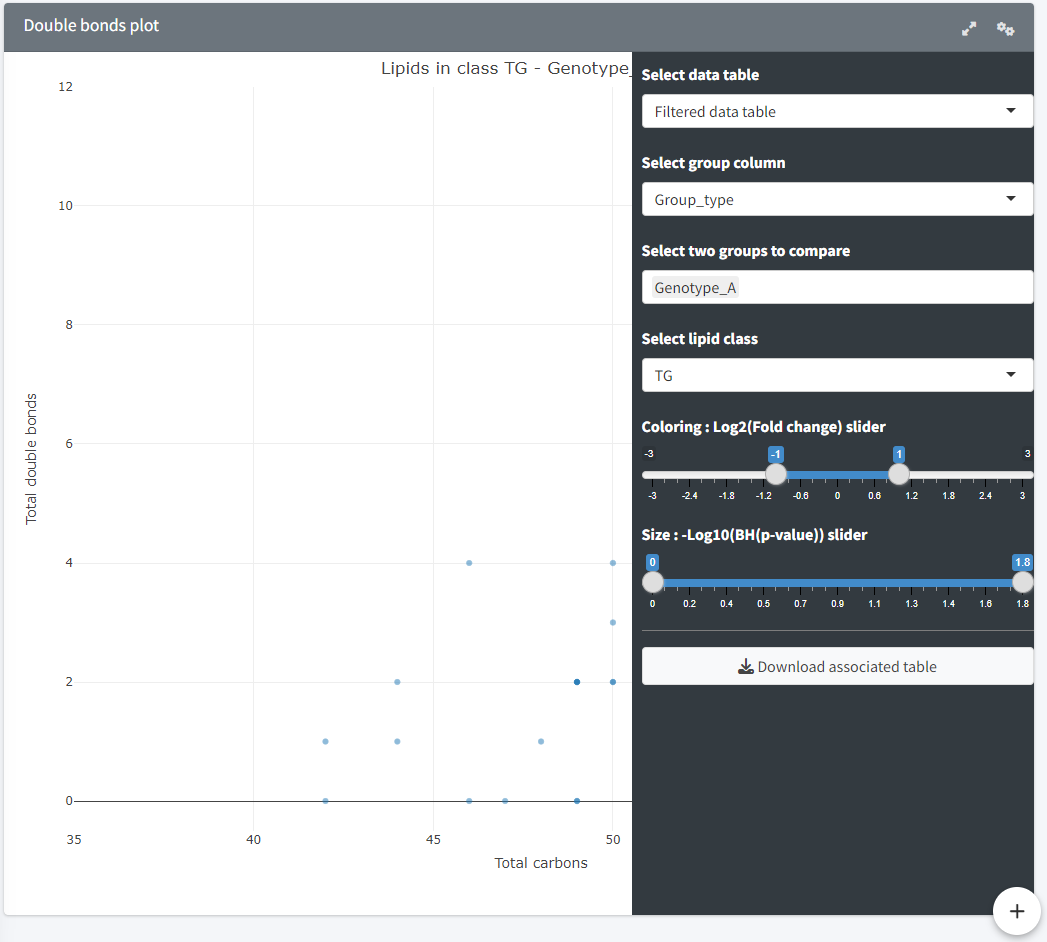 Double bonds plot
Lipids in class TG - Genotype_
12
10
8
6
4
2
0
Total double bonds
35 40 45 50
Total carbons
Select data table
Filtered data table
Select group column
Group_type
Select two groups to compare
Genotype_A
Select lipid class
TG
Coloring : Log2(Fold change) slider
-3 -1 1 3
-3 -2.4 -1.8 -1.2 -0.6 0 0.6 1.2 1.8 2.4 3
Size : -Log10(BH(p-value)) slider
0 1.8
0 0.2 0.4 0.5 0.7 0.9 1.1 1.3 1.4 1.6 1.8
Download associated table
+